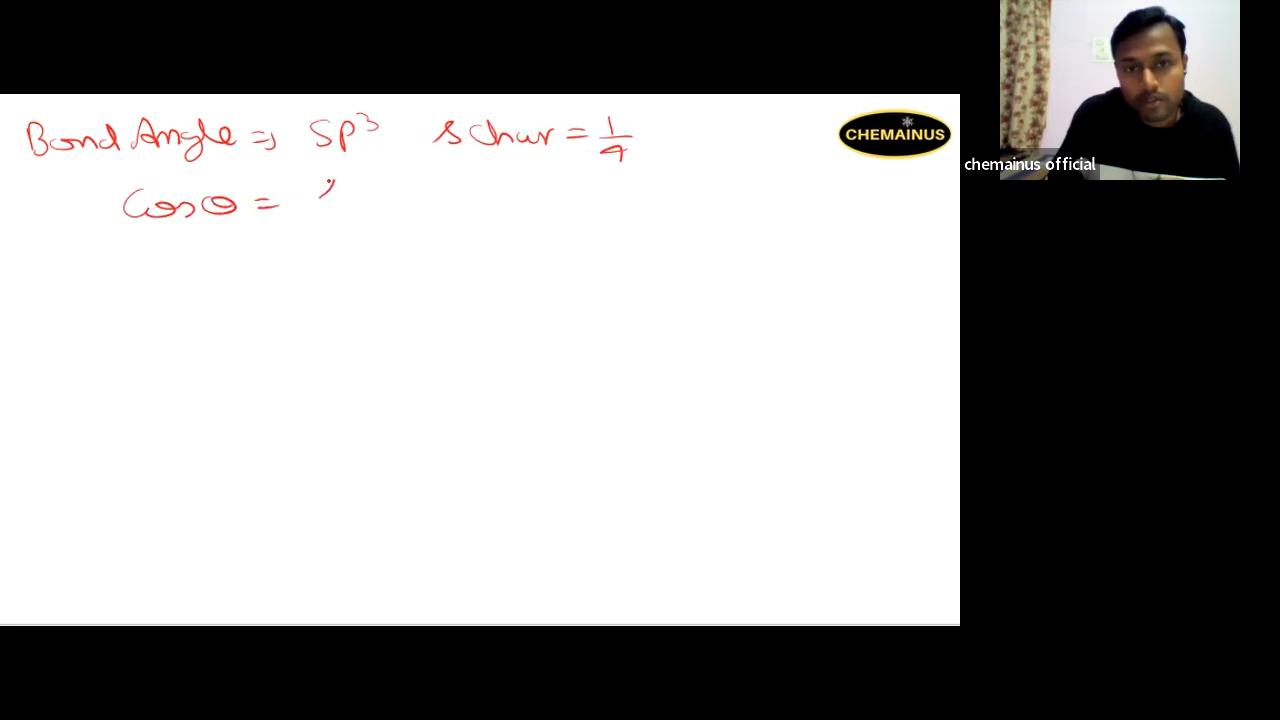 Bond Angle ⇒ SP³ s Char = 1/4
Cosθ =
CHEMAINUS
chemainus official